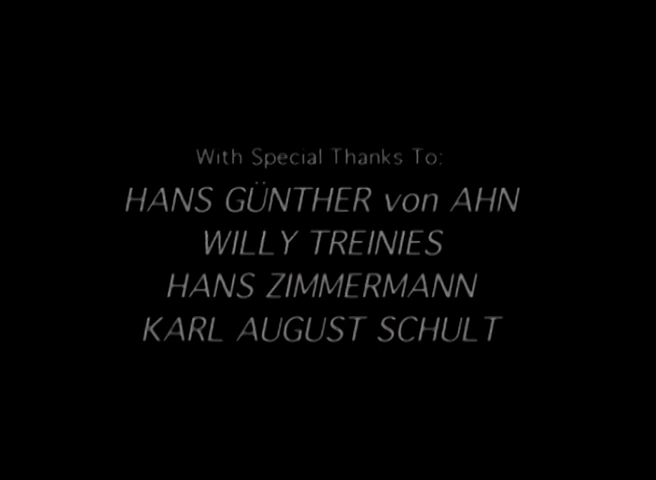 With Special Thanks To:
HANS GÜNTHER von AHN
WILLY TREINIES
HANS ZIMMERMANN
KARL AUGUST SCHULT